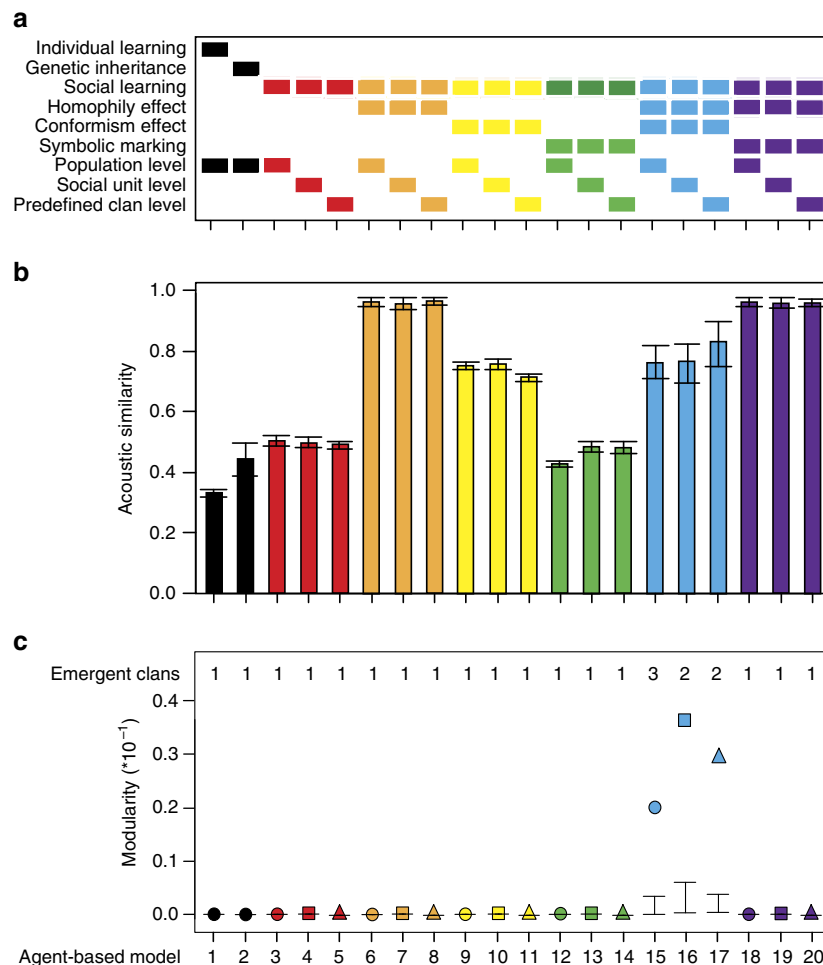 a
Individual learning
Genetic inheritance
Social learning
Homophily effect
Conformism effect
Symbolic marking
Population level
Social unit level
Predefined clan level
b
Acoustic similarity
1.0
0.8
0.6
0.4
0.2
0.0
c
Emergent clans 1 1 1 1 1 1 1 1 1 1 1 1 1 1 3 2 2 1 1 1
Modularity (*10⁻¹)
0.4
0.3
0.2
0.1
0.0
Agent-based model 1 2 3 4 5 6 7 8 9 10 11 12 13 14 15 16 17 18 19 20